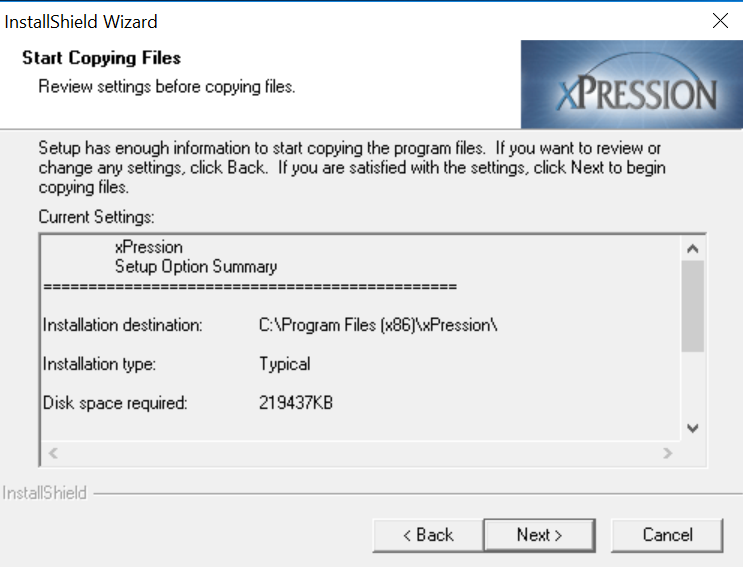 InstallShield Wizard
Start Copying Files
Review settings before copying files.
xPRESSION
Setup has enough information to start copying the program files. If you want to review or
change any settings, click Back. If you are satisfied with the settings, click Next to begin
copying files.
Current Settings:
xPression
Setup Option Summary
==============================================
Installation destination: C:\Program Files (x86)\xPression\
Installation type: Typical
Disk space required: 219437KB
InstallShield
< Back Next > Cancel